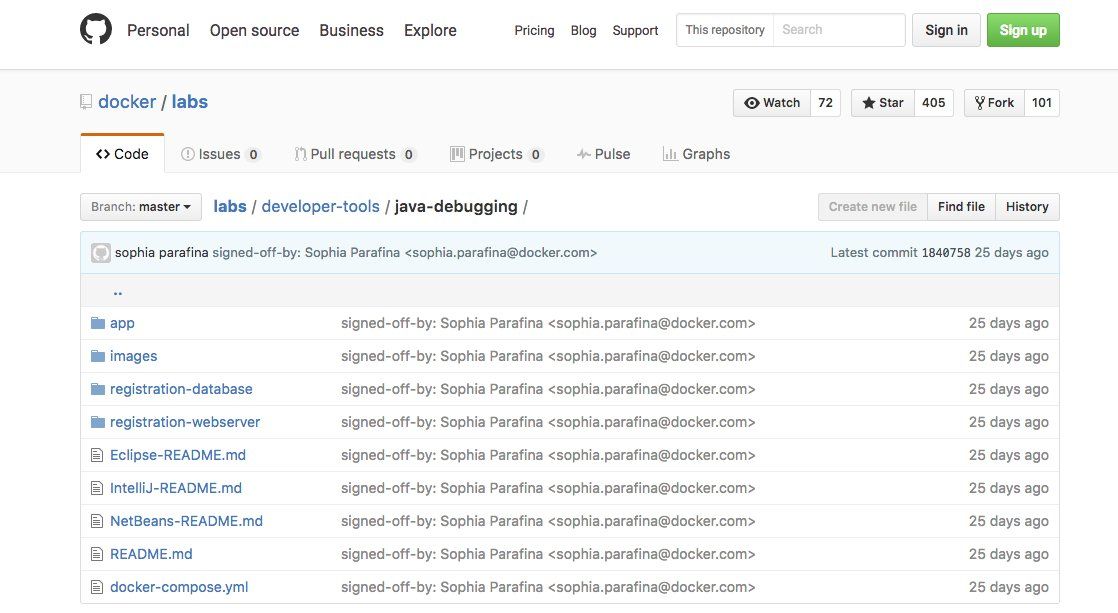 Personal Open source Business Explore Pricing Blog Support This repository Search Sign in Sign up
docker / labs Watch 72 Star 405 Fork 101
Code Issues 0 Pull requests 0 Projects 0 Pulse Graphs
Branch: master labs / developer-tools / java-debugging / Create new file Find file History
sophia parafina signed-off-by: Sophia Parafina <sophia.parafina@docker.com> Latest commit 1840758 25 days ago
..
app signed-off-by: Sophia Parafina <sophia.parafina@docker.com> 25 days ago
images signed-off-by: Sophia Parafina <sophia.parafina@docker.com> 25 days ago
registration-database signed-off-by: Sophia Parafina <sophia.parafina@docker.com> 25 days ago
registration-webserver signed-off-by: Sophia Parafina <sophia.parafina@docker.com> 25 days ago
Eclipse-README.md signed-off-by: Sophia Parafina <sophia.parafina@docker.com> 25 days ago
IntelliJ-README.md signed-off-by: Sophia Parafina <sophia.parafina@docker.com> 25 days ago
NetBeans-README.md signed-off-by: Sophia Parafina <sophia.parafina@docker.com> 25 days ago
README.md signed-off-by: Sophia Parafina <sophia.parafina@docker.com> 25 days ago
docker-compose.yml signed-off-by: Sophia Parafina <sophia.parafina@docker.com> 25 days ago